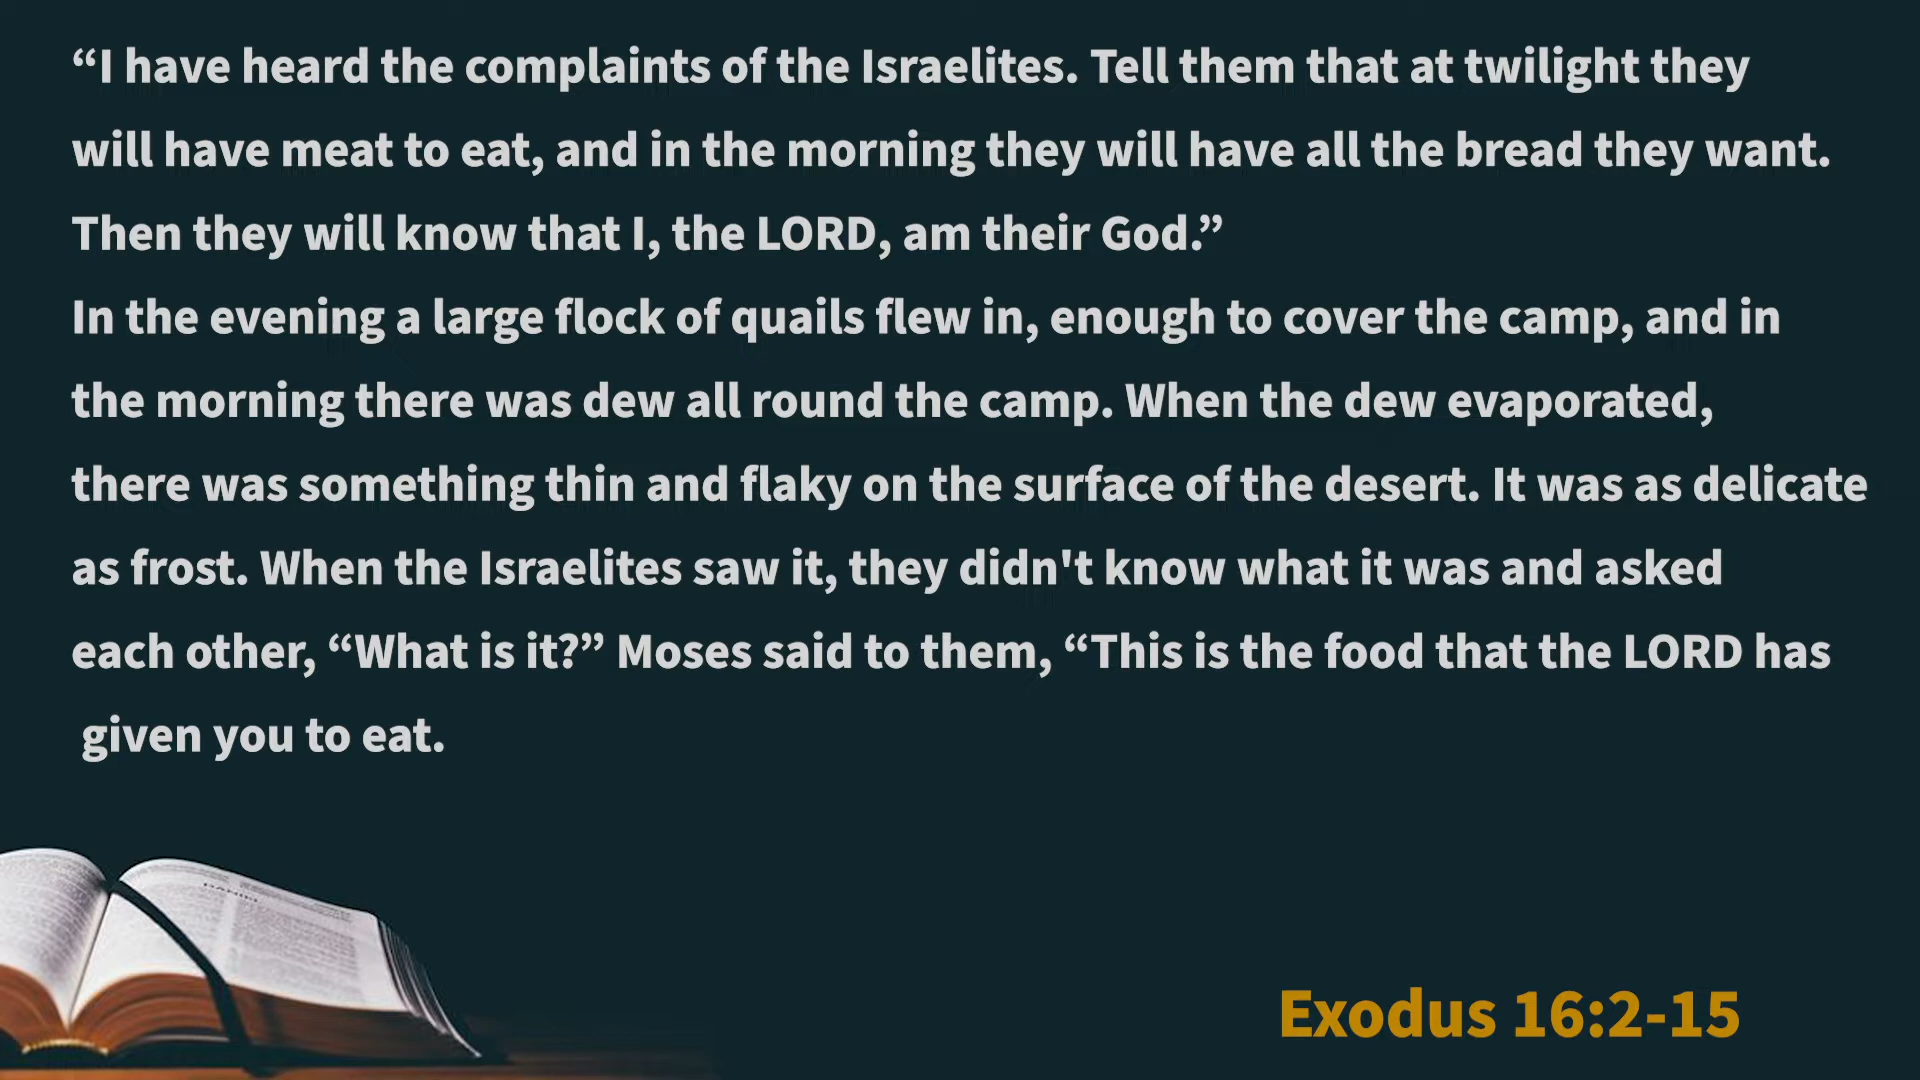 “I have heard the complaints of the Israelites. Tell them that at twilight they
will have meat to eat, and in the morning they will have all the bread they want.
Then they will know that I, the LORD, am their God.”
In the evening a large flock of quails flew in, enough to cover the camp, and in
the morning there was dew all round the camp. When the dew evaporated,
there was something thin and flaky on the surface of the desert. It was as delicate
as frost. When the Israelites saw it, they didn't know what it was and asked
each other, “What is it?” Moses said to them, “This is the food that the LORD has
given you to eat.
DANIEL
Exodus 16:2-15